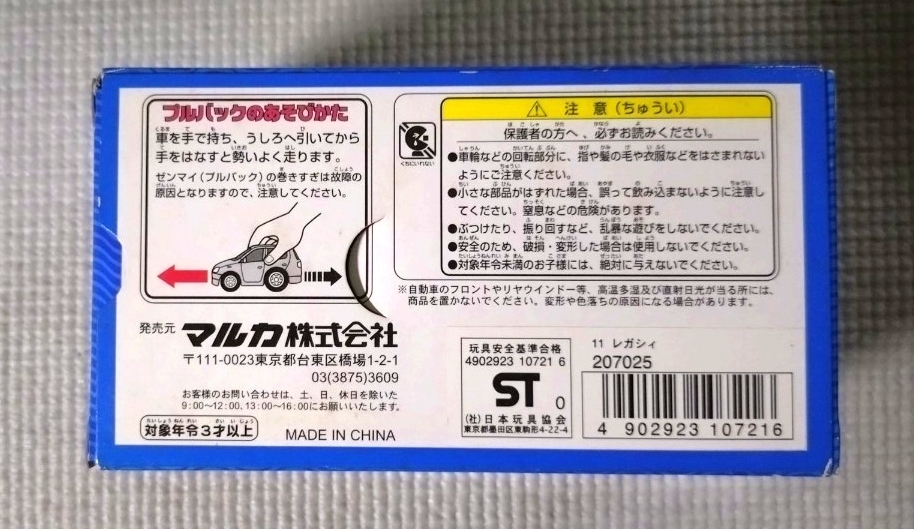 プルバックのあそびかた
車を手で持ち、うしろへ引いてから
手をはなすと勢いよく走ります。
ゼンマイ(プルバック)の巻きすぎは故障の
原因となりますので、注意してください。
くちにいれない
注 意(ちゅうい)
保護者の方へ、必ずお読みください。
●車輪などの回転部分に、指や髪の毛や衣服などをはさまれない
ようにご注意ください。
●小さな部品がはずれた場合、誤って飲み込まないように注意し
てください。窒息などの危険があります。
●ぶつけたり、振り回すなど、乱暴な遊びをしないでください。
●安全のため、破損・変形した場合は使用しないでください。
●対象年令未満のお子様には、絶対に与えないでください。
※自動車のフロントやリヤウインドー等、高温多湿及び直射日光が当る所には、
商品を置かないでください。変形や色落ちの原因になる場合があります。
発売元 マルカ株式会社
〒111-0023東京都台東区橋場1-2-1
03(3875)3609
お客様のお問い合わせは、土、日、休日を除いた
9:00~12:00, 13:00~16:00にお願いいたします。
対象年令3才以上
MADE IN CHINA
玩具安全基準合格
4902923 10721 6
ST 0
(社)日本玩具協会
東京都墨田区東駒形4-22-4
11 レガシィ
207025
4 902923 107216